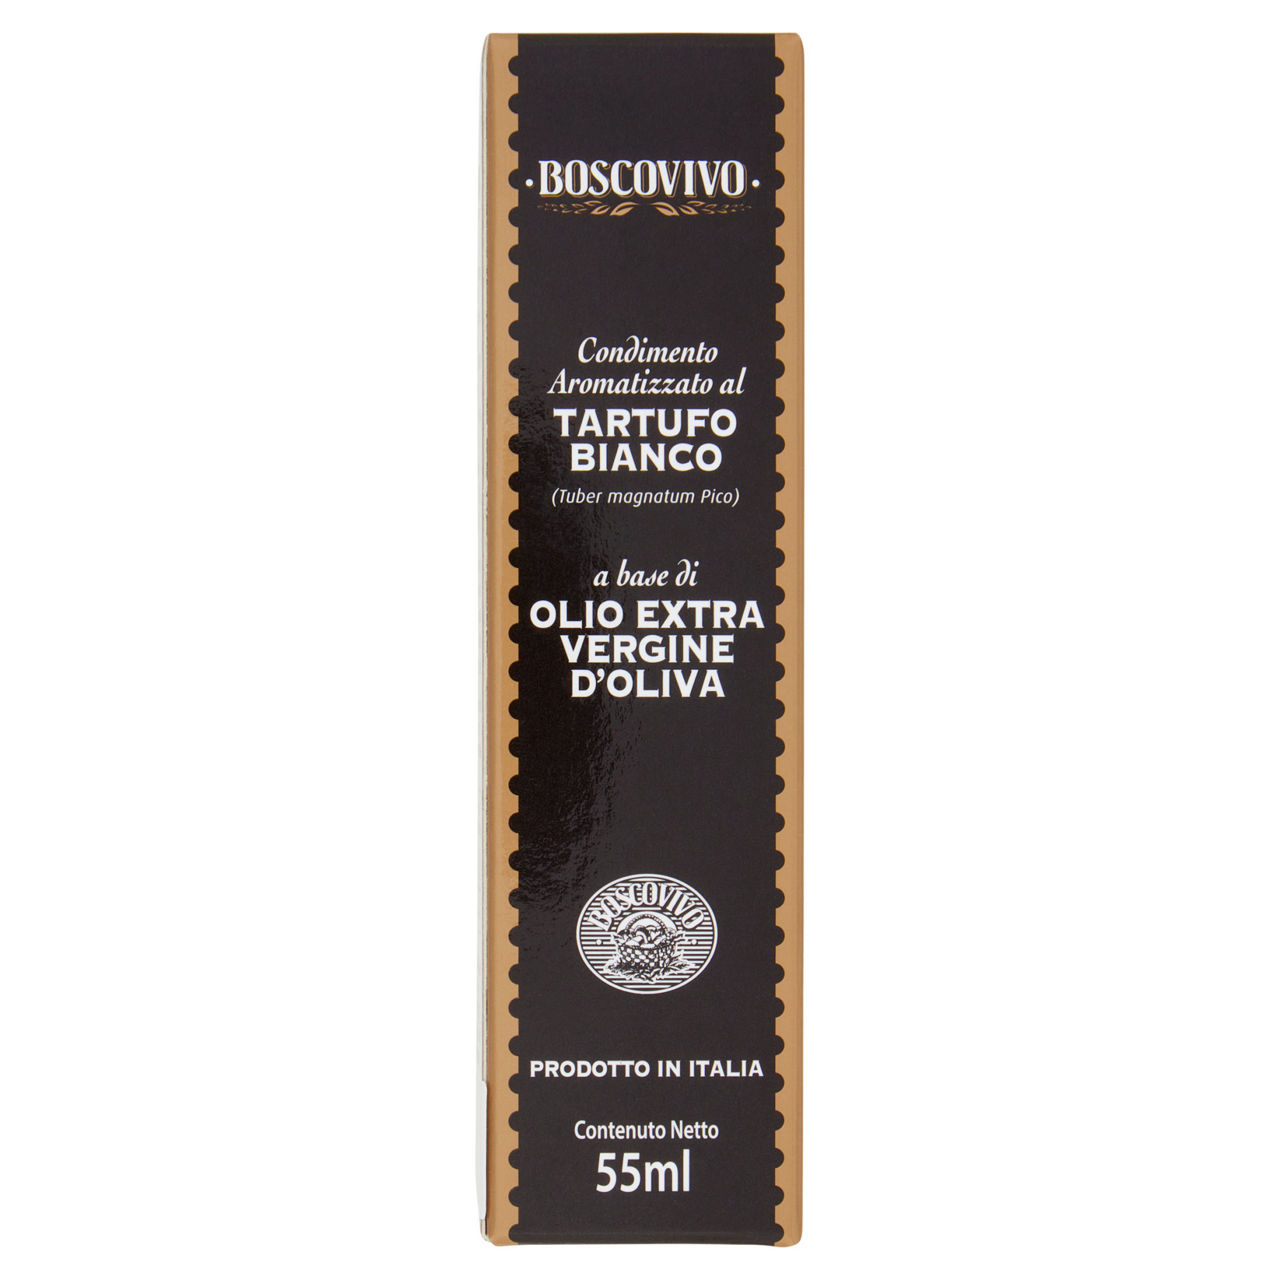 · BOSCOVIVO ·
Condimento
Aromatizzato al
TARTUFO
BIANCO
(Tuber magnatum Pico)
a base di
OLIO EXTRA
VERGINE
D'OLIVA
BOSCOVIVO
PRODOTTO IN ITALIA
Contenuto Netto
55ml